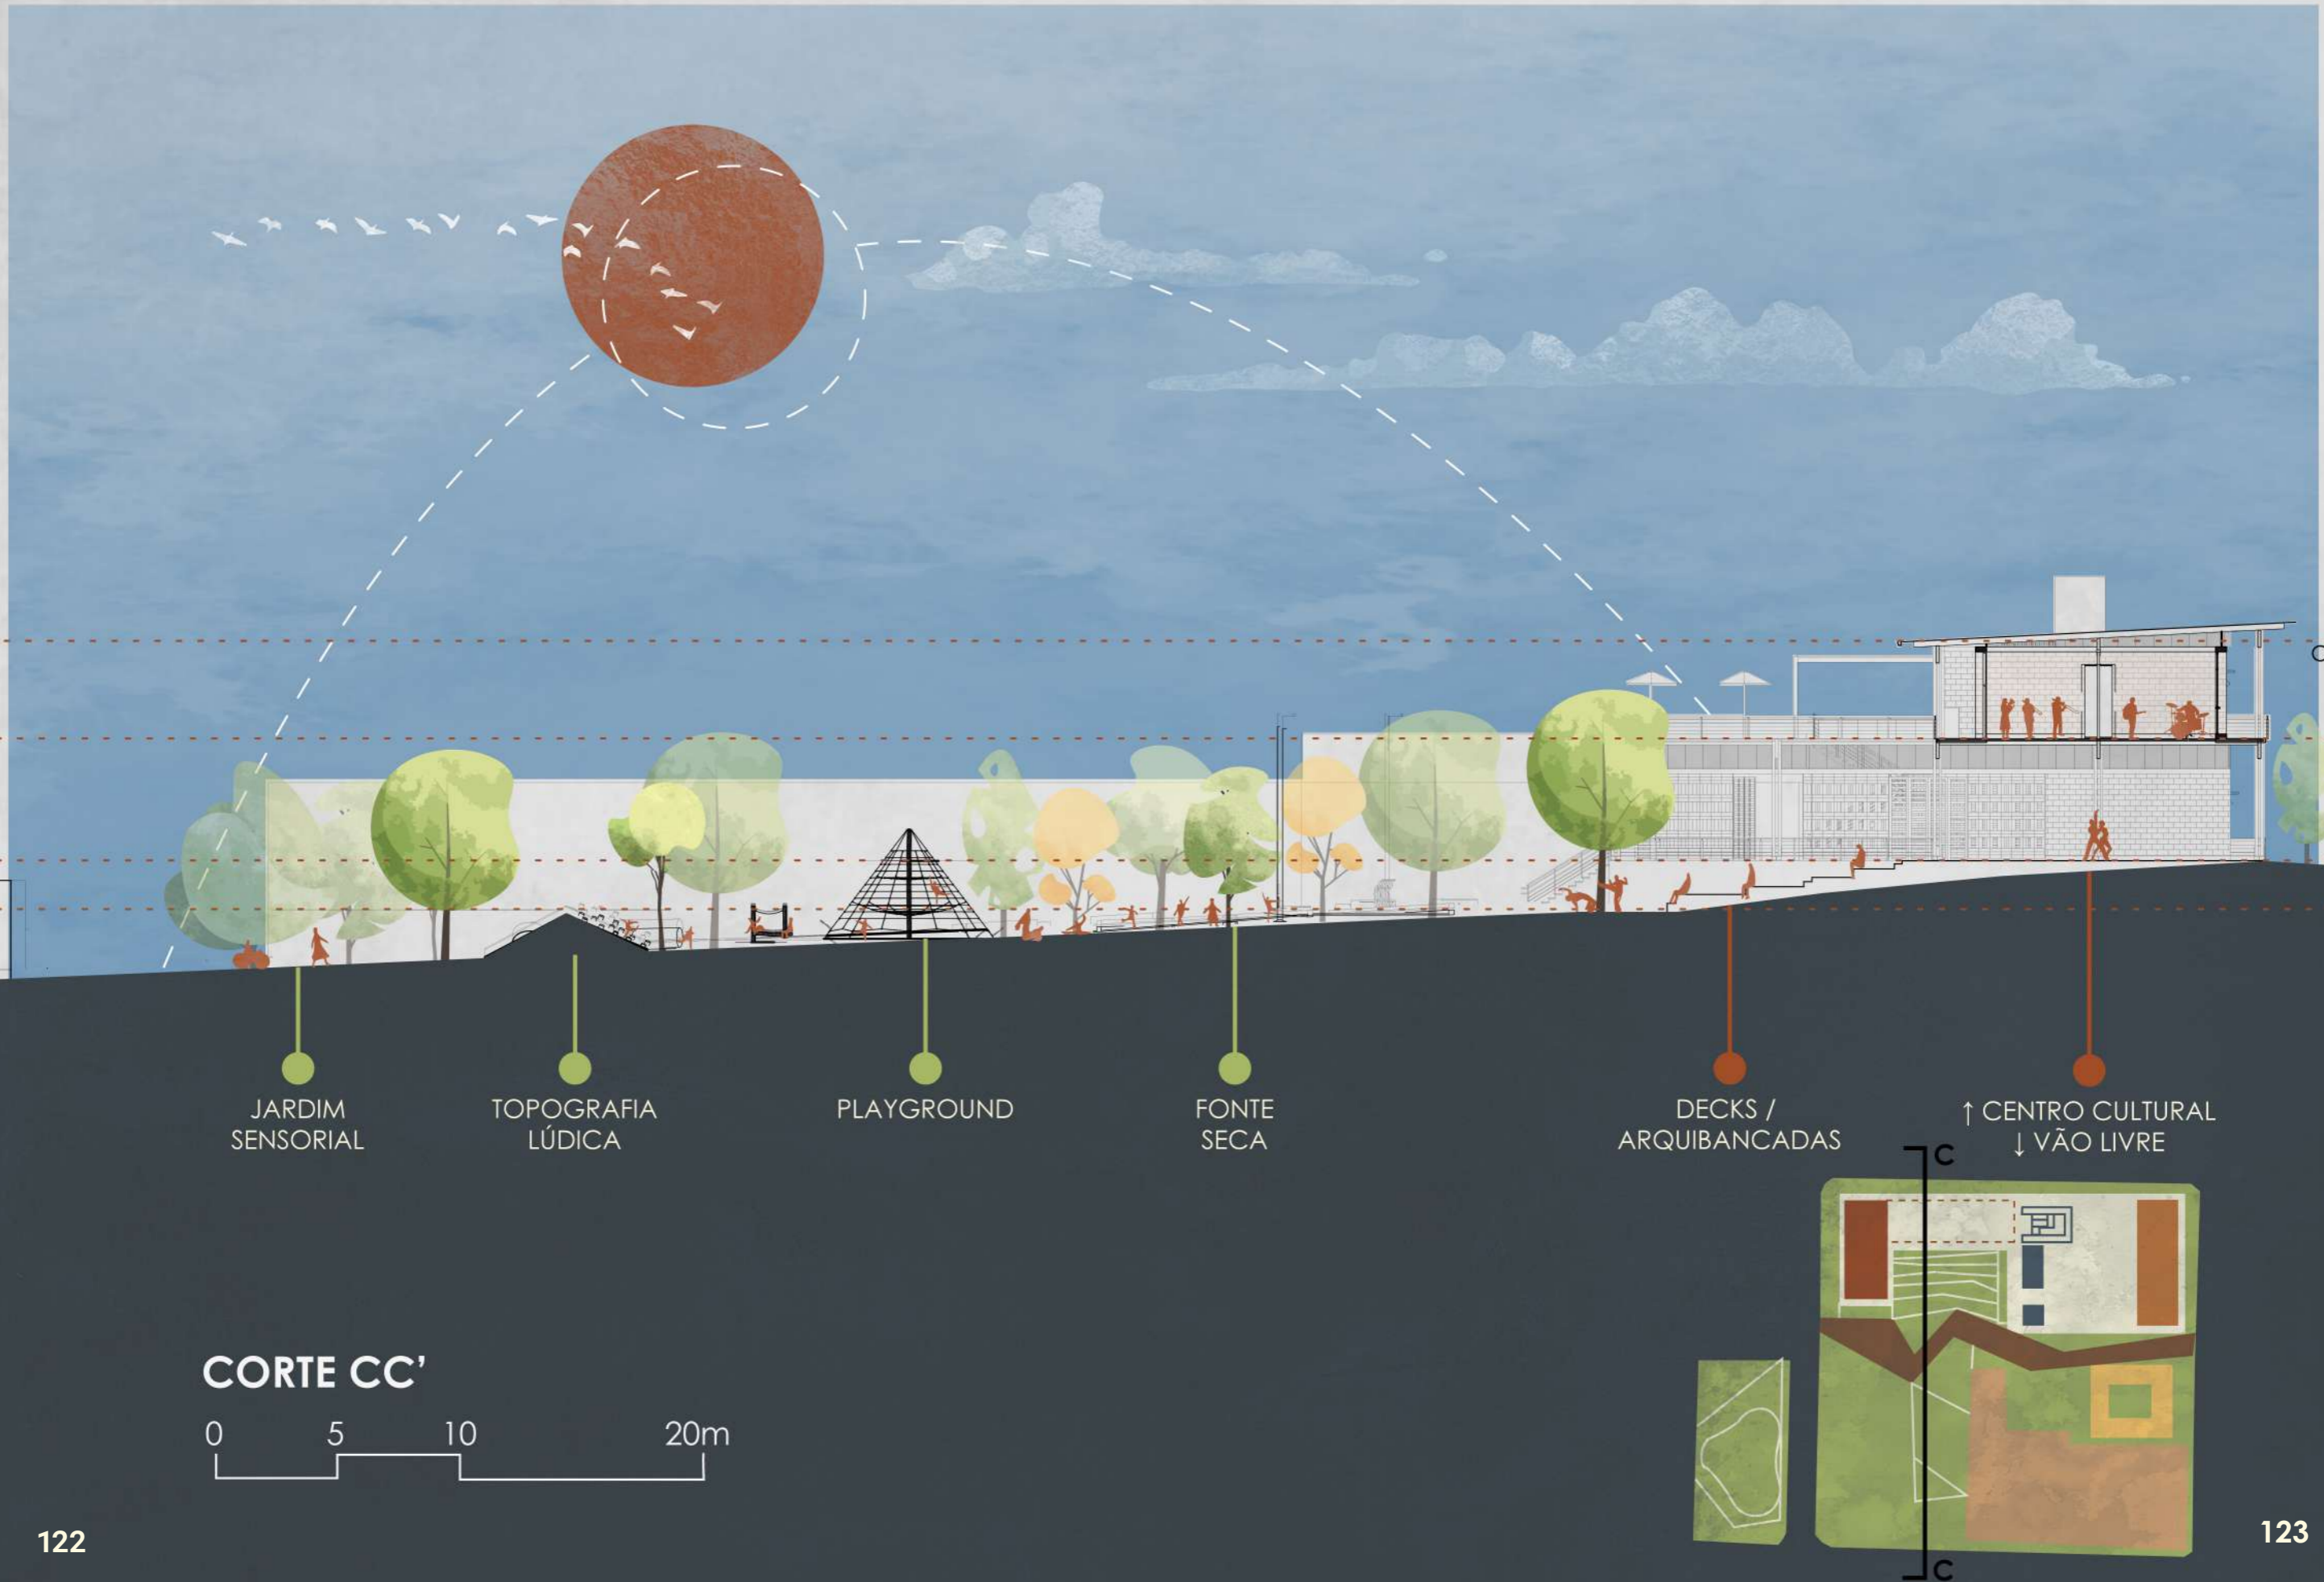 JARDIM
SENSORIAL
TOPOGRAFIA
LÚDICA
PLAYGROUND
FONTE
SECA
DECKS /
ARQUIBANCADAS
↑ CENTRO CULTURAL
↓ VÃO LIVRE
C
CORTE CC’
0 5 10 20m
C
122
123